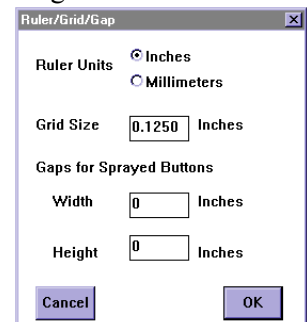 Ruler/Grid/Gap
Ruler Units
Inches
Millimeters
Grid Size 0.1250 Inches
Gaps for Sprayed Buttons
Width 0 Inches
Height 0 Inches
Cancel OK